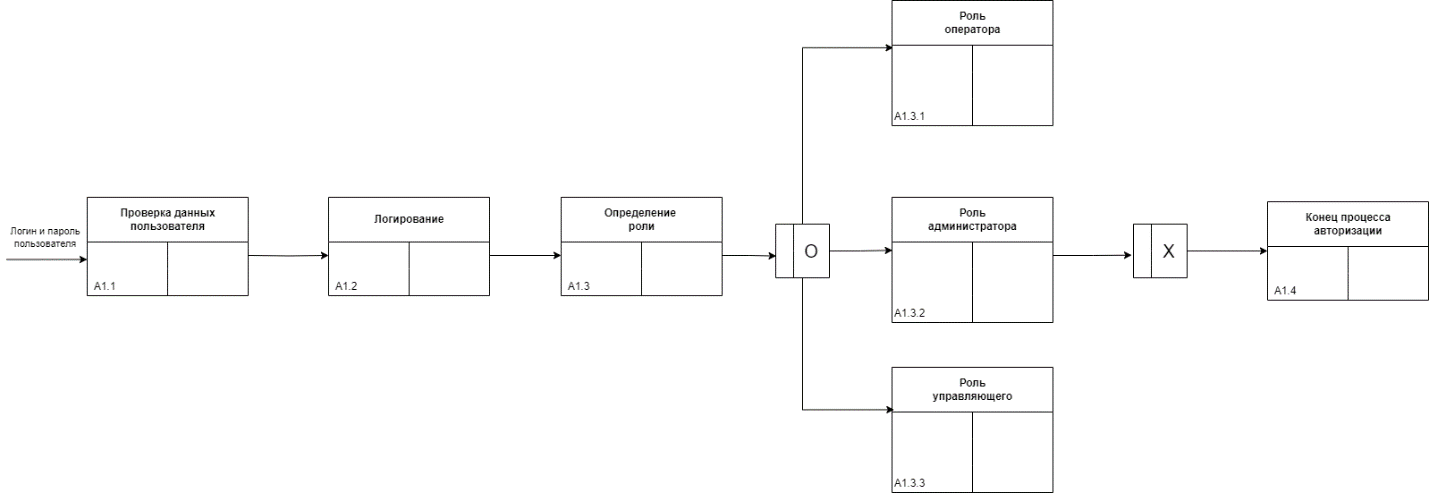 Роль
оператора
A1.3.1
Логин и пароль
пользователя
Проверка данных
пользователя
A1.1
Логирование
A1.2
Определение
роли
A1.3
O
Роль
администратора
A1.3.2
X
Конец процесса
авторизации
A1.4
Роль
управляющего
A1.3.3